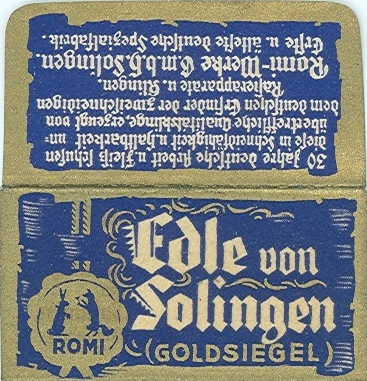 30 Jahre deutsche Arbeit u. Fleiß schufen
diese in Schneidfähigkeit u. Haltbarkeit un-
übertreffliche Qualitätsklinge, erzeugt von
dem deutschen Erfinder der zweischneidigen
Rasierapparate u. Klingen.
Romi-Werke G.m.b.H. Solingen.
Erste u. älteste deutsche Spezialfabrik.
Edle von
Solingen
(GOLDSIEGEL)
ROMI